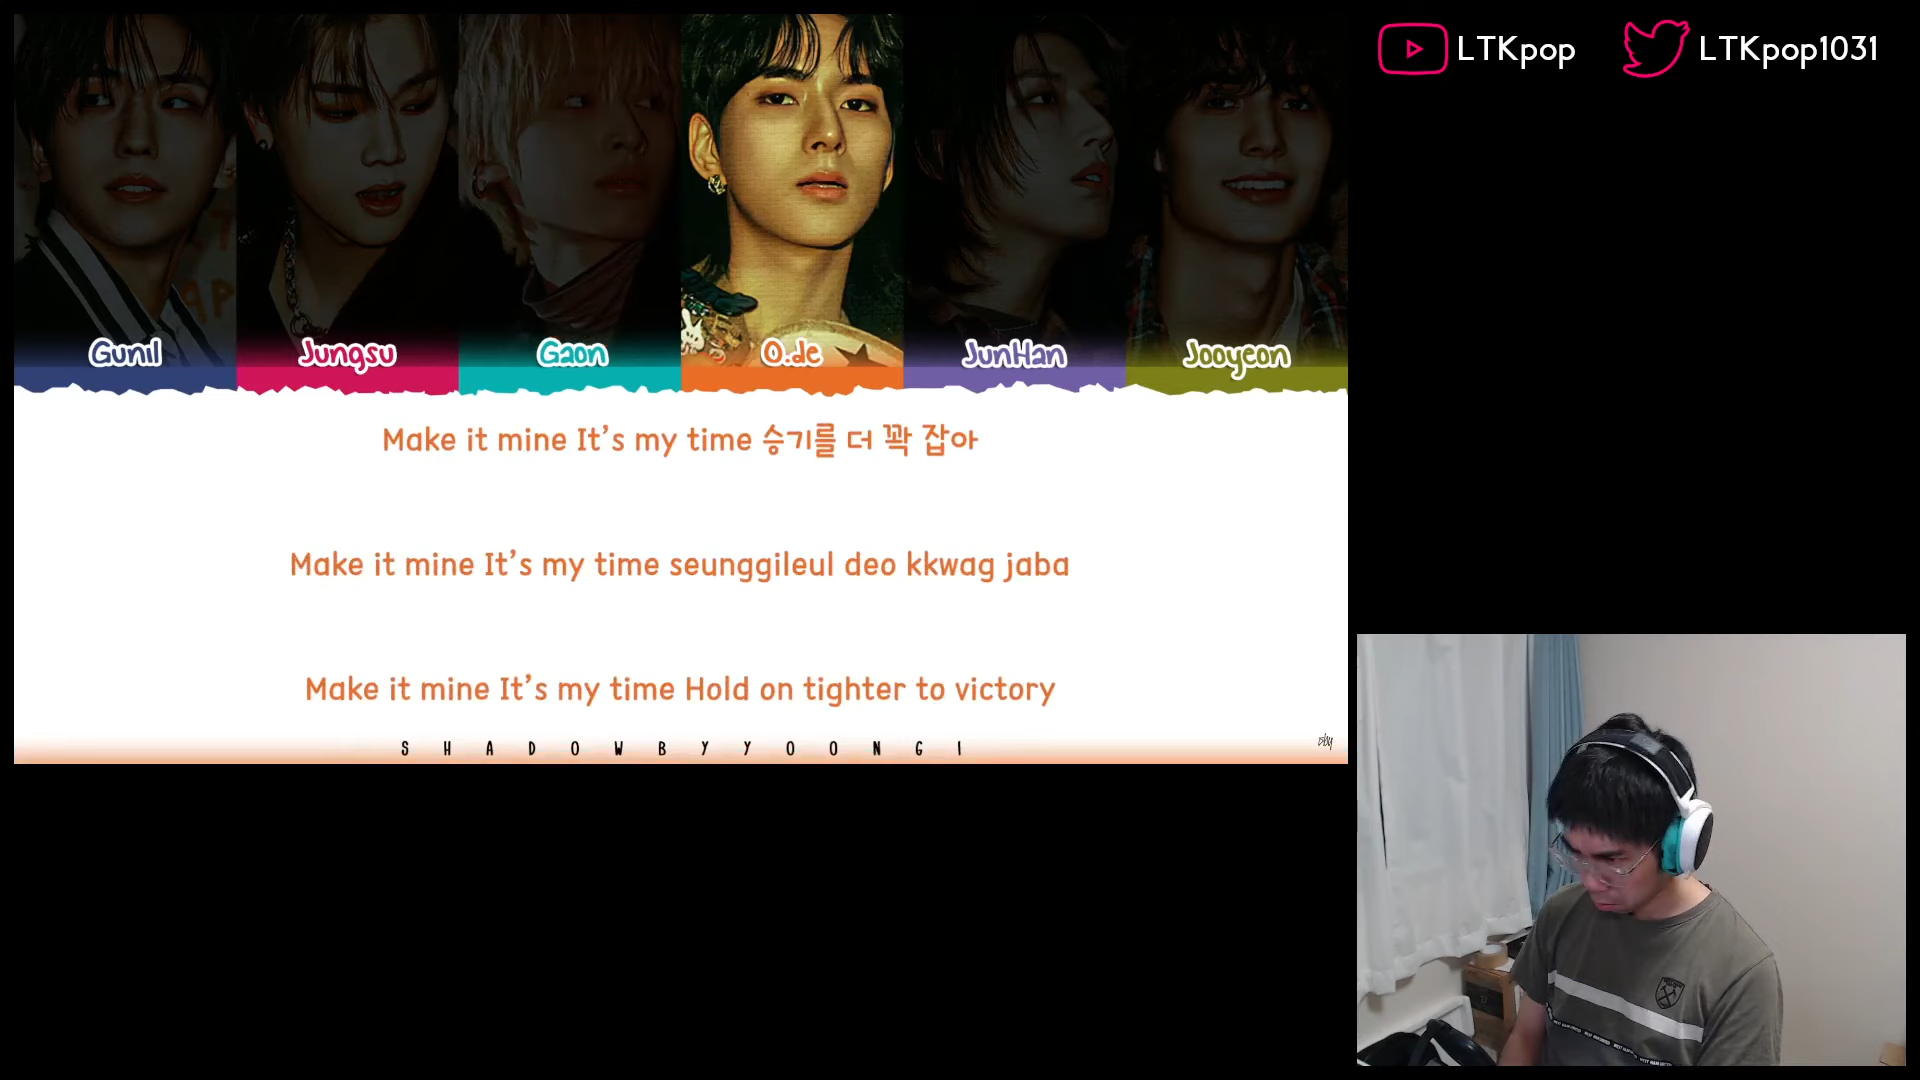 LTKpop
LTKpop1031
Gunil
Jungsu
Gaon
O.de
JunHan
Jooyeon
Make it mine It's my time 승기를 더 꽉 잡아
Make it mine It's my time seunggileul deo kkwag jaba
Make it mine It's my time Hold on tighter to victory
SHADOWBYYOONGI
sby